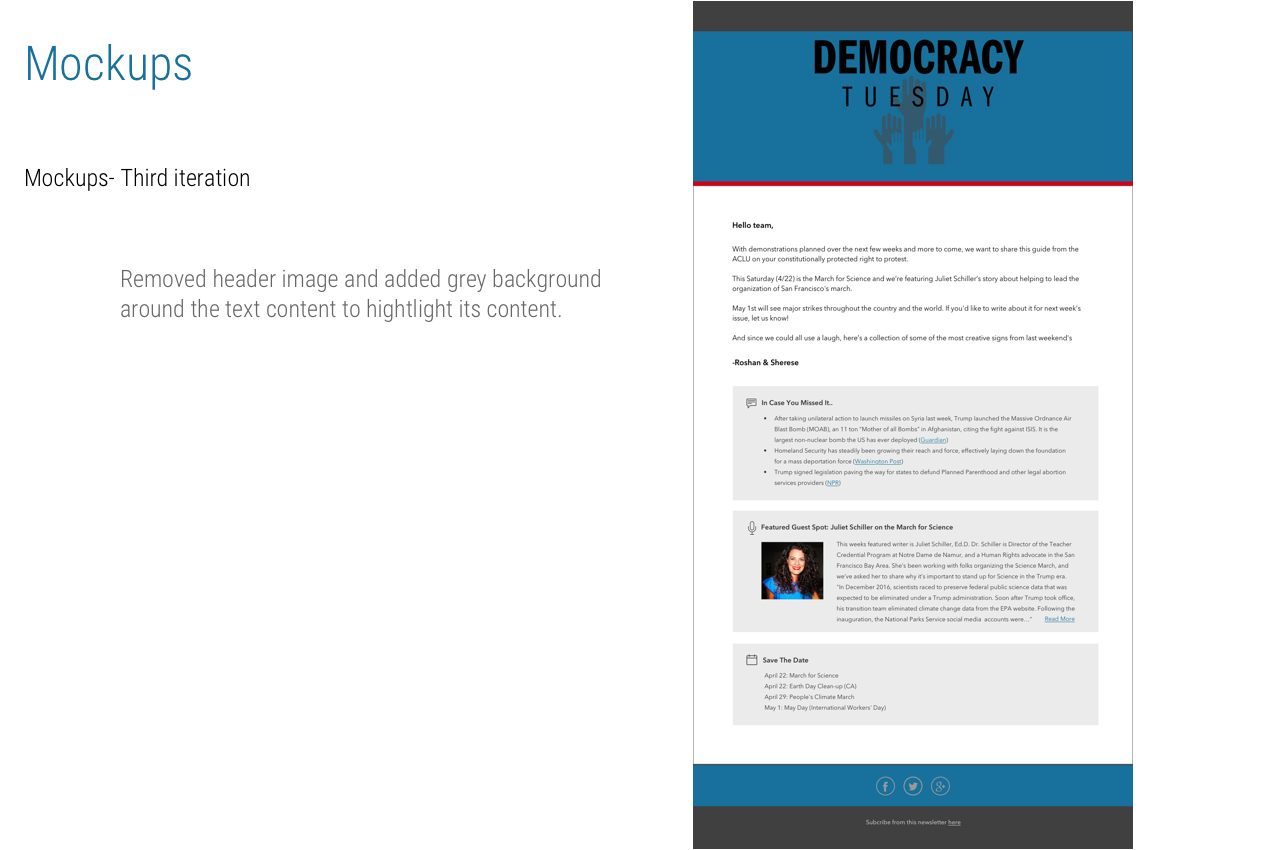 Mockups
Mockups- Third iteration
Removed header image and added grey background
around the text content to hightlight its content.
DEMOCRACY
TUESDAY
Hello team,
With demonstrations planned over the next few weeks and more to come, we want to share this guide from the
ACLU on your constitutionally protected right to protest.
This Saturday (4/22) is the March for Science and we're featuring Juliet Schiller's story about helping to lead the
organization of San Francisco's march.
May 1st will see major strikes throughout the country and the world. If you'd like to write about it for next week's
issue, let us know!
And since we could all use a laugh, here's a collection of some of the most creative signs from last weekend's
-Roshan & Sherese
In Case You Missed It..
• After taking unilateral action to launch missiles on Syria last week, Trump launched the Massive Ordnance Air
Blast Bomb (MOAB), an 11 ton "Mother of all Bombs" in Afghanistan, citing the fight against ISIS. It is the
largest non-nuclear bomb the US has ever deployed (Guardian)
• Homeland Security has steadily been growing their reach and force, effectively laying down the foundation
for a mass deportation force (Washington Post)
• Trump signed legislation paving the way for states to defund Planned Parenthood and other legal abortion
services providers (NPR)
Featured Guest Spot: Juliet Schiller on the March for Science
This weeks featured writer is Juliet Schiller, Ed.D. Dr. Schiller is Director of the Teacher
Credential Program at Notre Dame de Namur, and a Human Rights advocate in the San
Francisco Bay Area. She's been working with folks organizing the Science March, and
we've asked her to share why it's important to stand up for Science in the Trump era.
"In December 2016, scientists raced to preserve federal public science data that was
expected to be eliminated under a Trump administration. Soon after Trump took office,
his transition team eliminated climate change data from the EPA website. Following the
inauguration, the National Parks Service social media accounts were..." Read More
Save The Date
April 22: March for Science
April 22: Earth Day Clean-up (CA)
April 29: People's Climate March
May 1: May Day (International Workers' Day)
Subcribe from this newsletter here